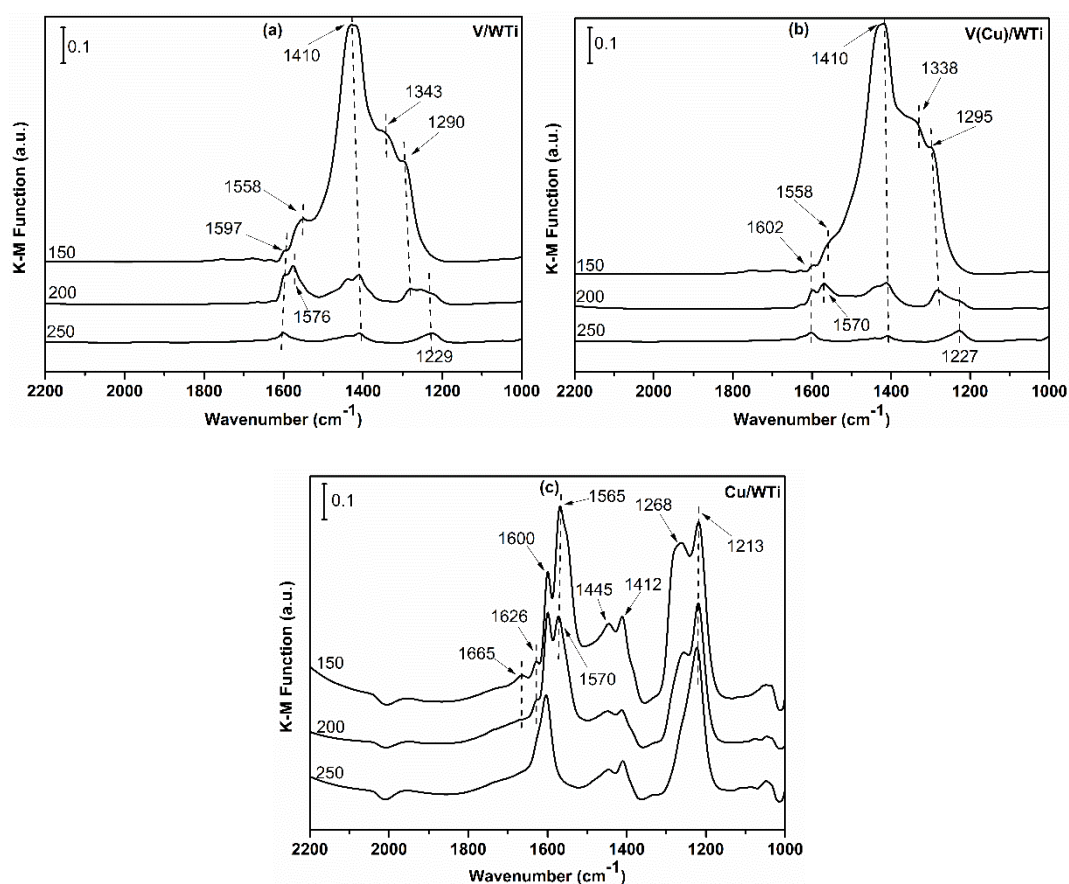 0.1
(a)
V/WTi
1410
1343
1290
1558
1597
150
200
1576
250
1229
K-M Function (a.u.)
2200 2000 1800 1600 1400 1200 1000
Wavenumber (cm-1)
0.1
(b)
V(Cu)/WTi
1410
1338
1295
1558
1602
150
200
1570
250
1227
K-M Function (a.u.)
2200 2000 1800 1600 1400 1200 1000
Wavenumber (cm-1)
0.1
(c)
Cu/WTi
1565
1268
1213
1600
1445
1412
1626
1665
1570
150
200
250
K-M Function (a.u.)
2200 2000 1800 1600 1400 1200 1000
Wavenumber (cm-1)